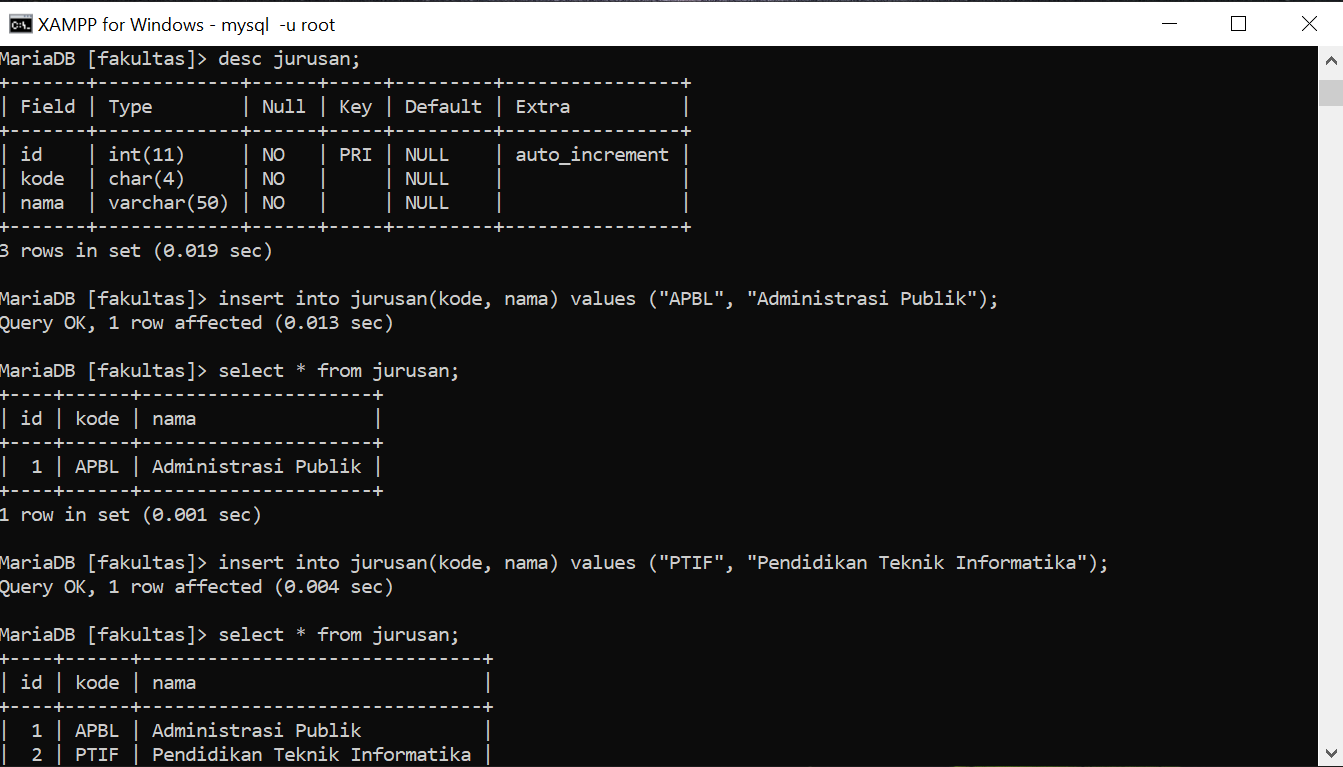 XAMPP for Windows - mysql  -u root
MariaDB [fakultas]> desc jurusan;
+-------+-------------+------+-----+---------+----------------+
| Field | Type        | Null | Key | Default | Extra          |
+-------+-------------+------+-----+---------+----------------+
| id    | int(11)     | NO   | PRI | NULL    | auto_increment |
| kode  | char(4)     | NO   |     | NULL    |                |
| nama  | varchar(50) | NO   |     | NULL    |                |
+-------+-------------+------+-----+---------+----------------+
3 rows in set (0.019 sec)

MariaDB [fakultas]> insert into jurusan(kode, nama) values ("APBL", "Administrasi Publik");
Query OK, 1 row affected (0.013 sec)

MariaDB [fakultas]> select * from jurusan;
+----+------+---------------------+
| id | kode | nama                |
+----+------+---------------------+
|  1 | APBL | Administrasi Publik |
+----+------+---------------------+
1 row in set (0.001 sec)

MariaDB [fakultas]> insert into jurusan(kode, nama) values ("PTIF", "Pendidikan Teknik Informatika");
Query OK, 1 row affected (0.004 sec)

MariaDB [fakultas]> select * from jurusan;
+----+------+-------------------------------+
| id | kode | nama                          |
+----+------+-------------------------------+
|  1 | APBL | Administrasi Publik           |
|  2 | PTIF | Pendidikan Teknik Informatika |